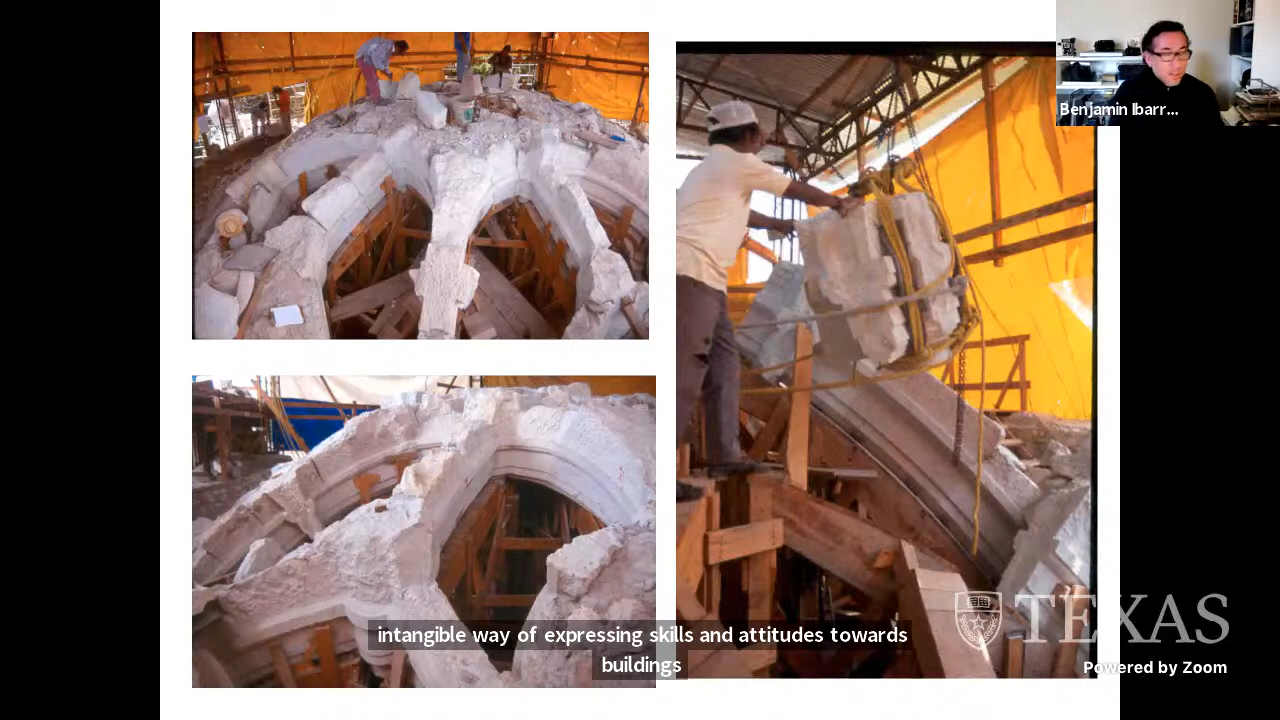 Benjamin Ibarr...
intangible way of expressing skills and attitudes towards
buildings
TEXAS
Powered by Zoom